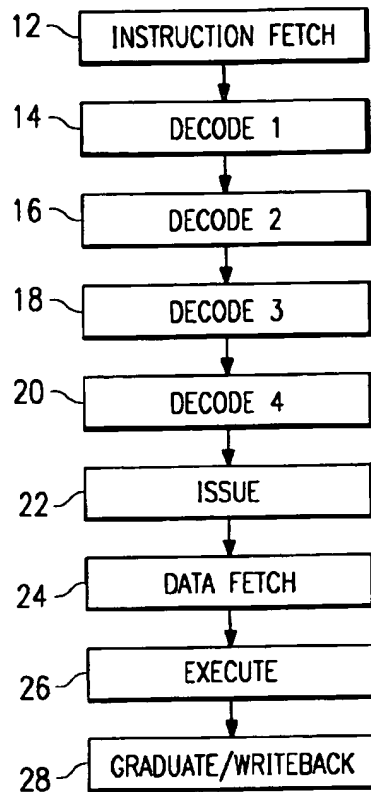 12 INSTRUCTION FETCH
14 DECODE 1
16 DECODE 2
18 DECODE 3
20 DECODE 4
22 ISSUE
24 DATA FETCH
26 EXECUTE
28 GRADUATE/WRITEBACK